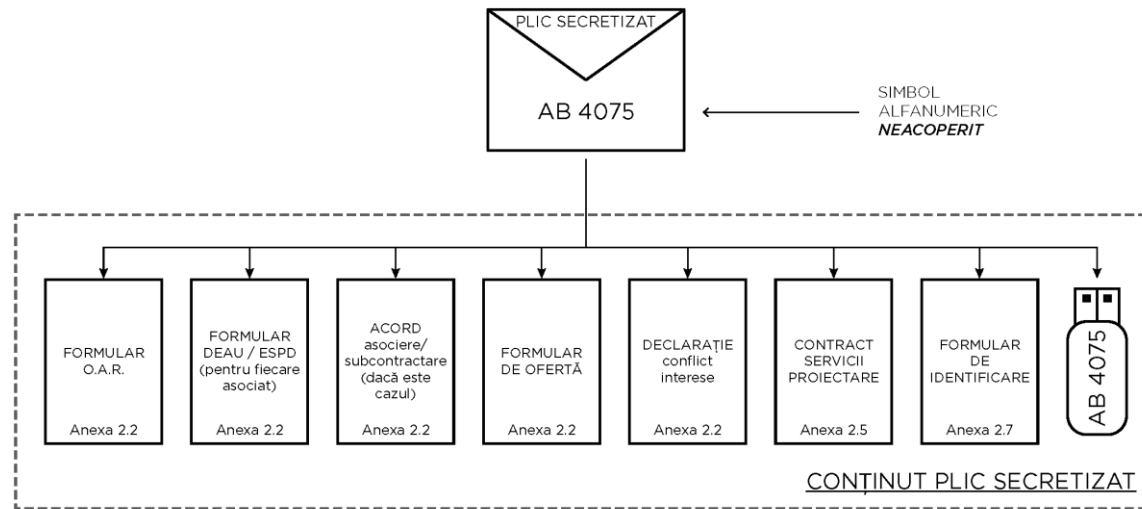 PLIC SECRETIZAT
AB 4075
SIMBOL
ALFANUMERIC
NEACOPERIT
FORMULAR
O.A.R.
Anexa 2.2
FORMULAR
DEAU / ESPD
(pentru fiecare
asociat)
Anexa 2.2
ACORD
asociere/
subcontractare
(dacă este
cazul)
Anexa 2.2
FORMULAR
DE OFERTĂ
Anexa 2.2
DECLARAȚIE
conflict
interese
Anexa 2.2
CONTRACT
SERVICII
PROIECTARE
Anexa 2.5
FORMULAR
DE
IDENTIFICARE
Anexa 2.7
AB 4075
CONȚINUT PLIC SECRETIZAT